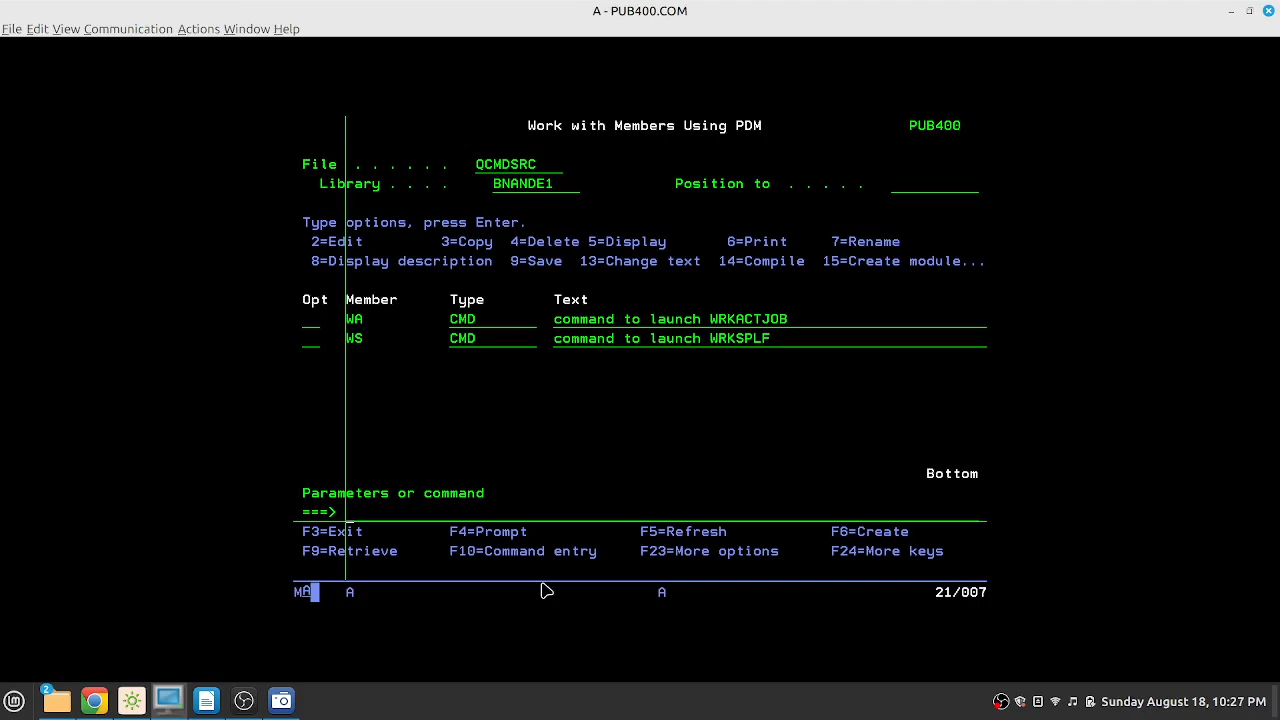 A - PUB400.COM
File Edit View Communication Actions Window Help
Work with Members Using PDM PUB400
File . . . . . . QCMDSRC
Library . . . . BNANDE1 Position to . . . . .
Type options, press Enter.
2=Edit 3=Copy 4=Delete 5=Display 6=Print 7=Rename
8=Display description 9=Save 13=Change text 14=Compile 15=Create module...
Opt Member Type Text
WA CMD command to launch WRKACTJOB
WS CMD command to launch WRKSPLF
Bottom
Parameters or command
===>
F3=Exit F4=Prompt F5=Refresh F6=Create
F9=Retrieve F10=Command entry F23=More options F24=More keys
MA A A 21/007
2 Sunday August 18, 10:27 PM